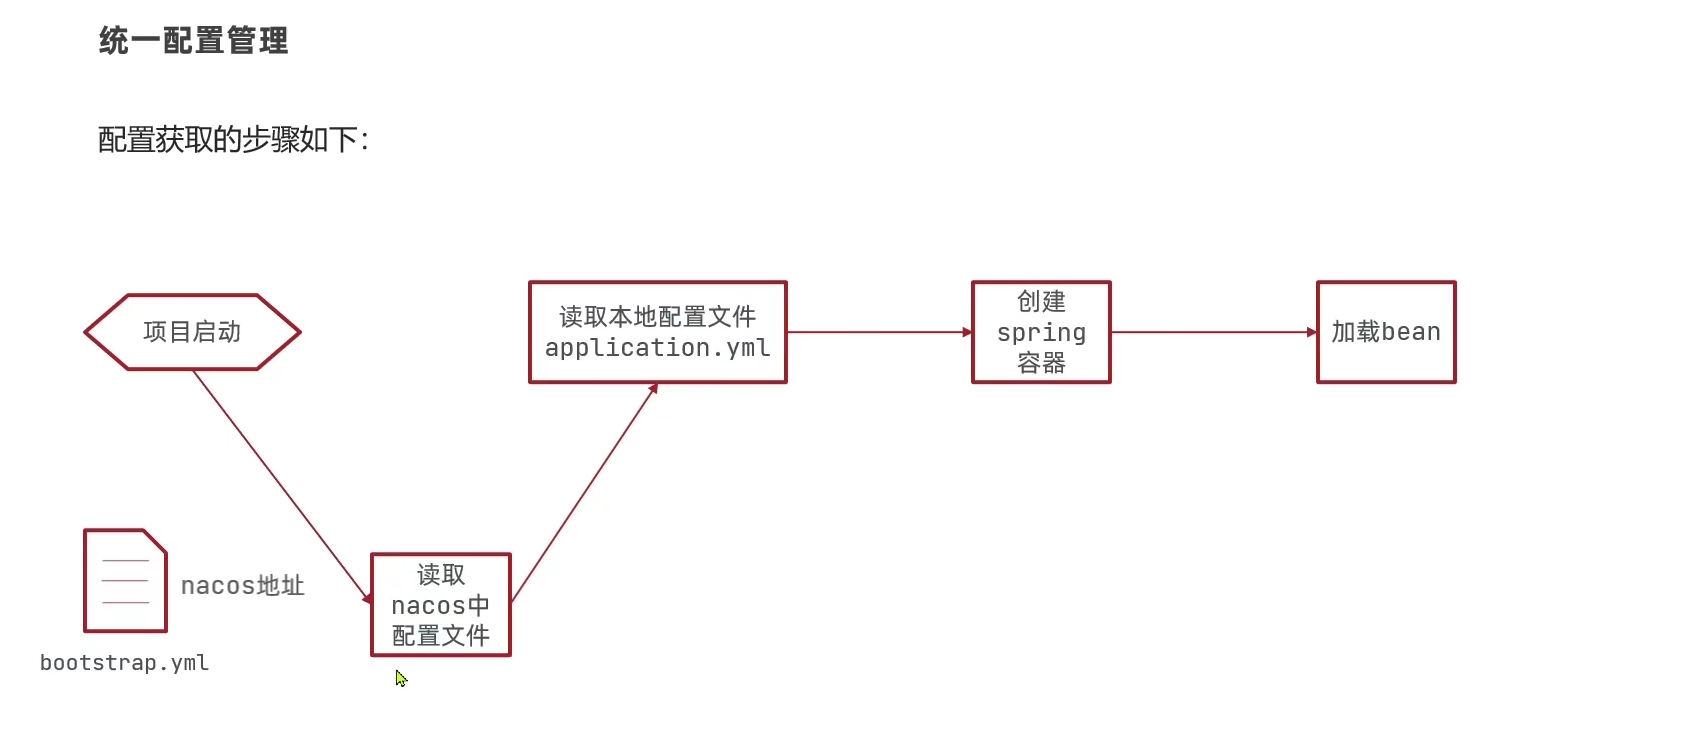 统一配置管理
配置获取的步骤如下：
项目启动
读取本地配置文件
application.yml
创建
spring
容器
加载bean
nacos地址
bootstrap.yml
读取
nacos中
配置文件